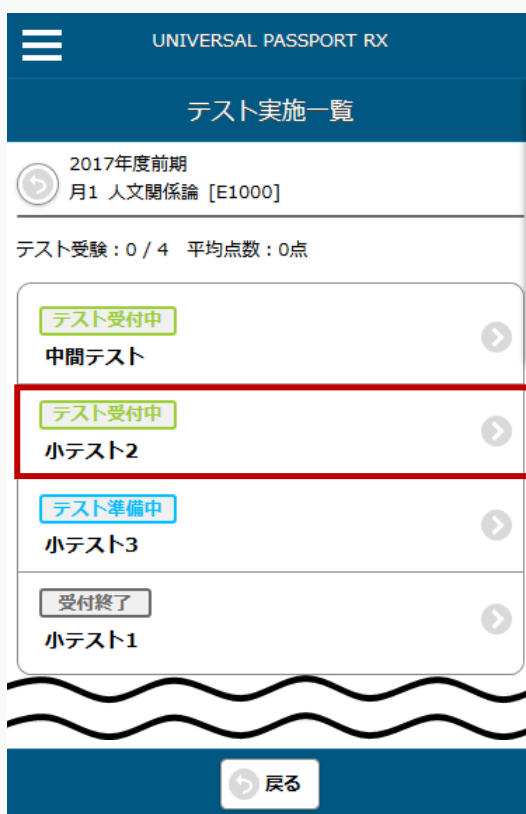 UNIVERSAL PASSPORT RX
テスト実施一覧
2017年度前期
月1 人文関係論 [E1000]
テスト受験：0 / 4 平均点数：0点
テスト受付中
中間テスト
テスト受付中
小テスト2
テスト準備中
小テスト3
受付終了
小テスト1
戻る